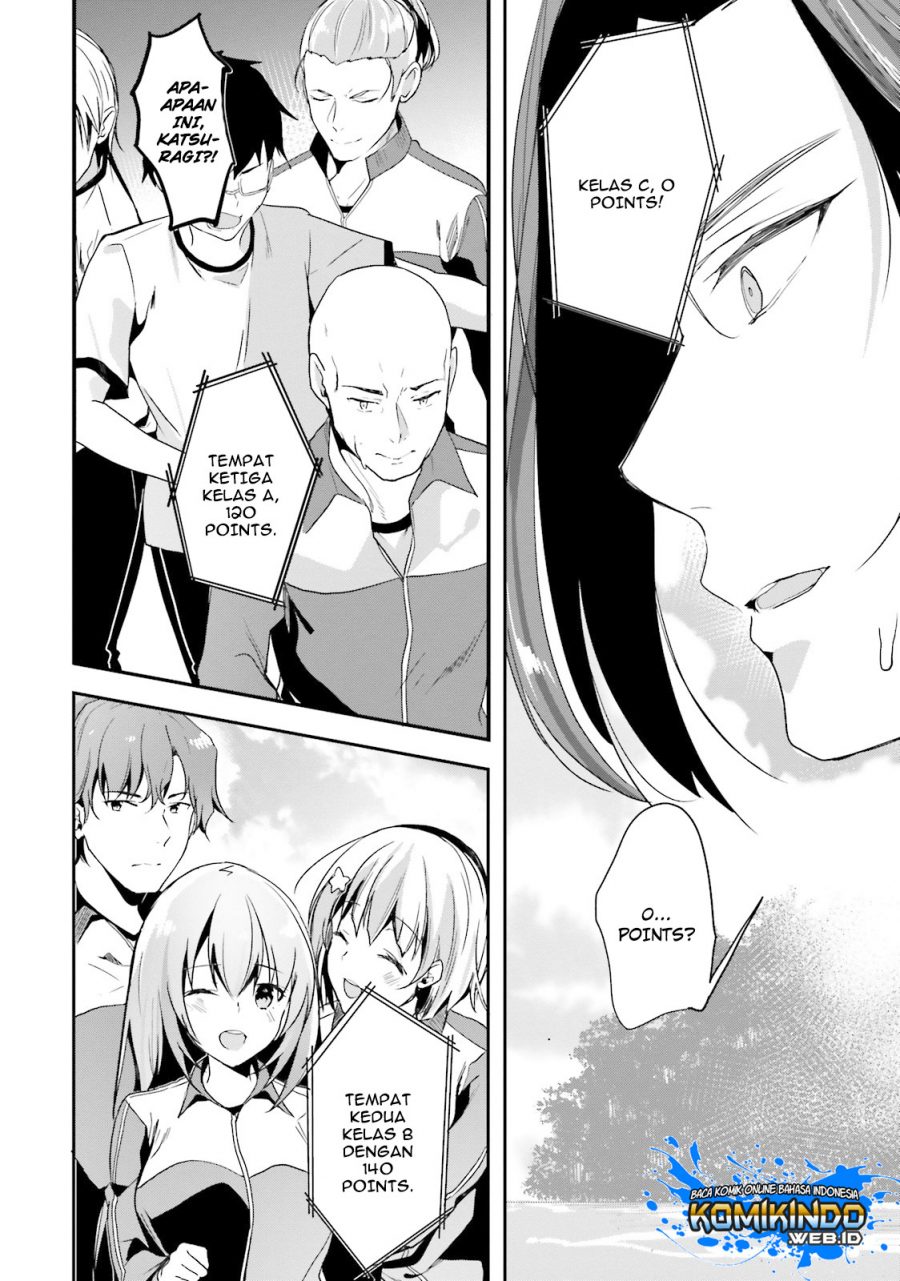 KELAS C, 0
POINTS!
0...
POINTS?
APA-
APAAN
INI,
KATSU-
RAGI?!
TEMPAT
KETIGA
KELAS A,
120
POINTS.
TEMPAT
KEDUA
KELAS B
DENGAN
140
POINTS.
BACA KOMIK ONLINE BAHASA INDONESIA
KOMIKINDO
WEB.ID